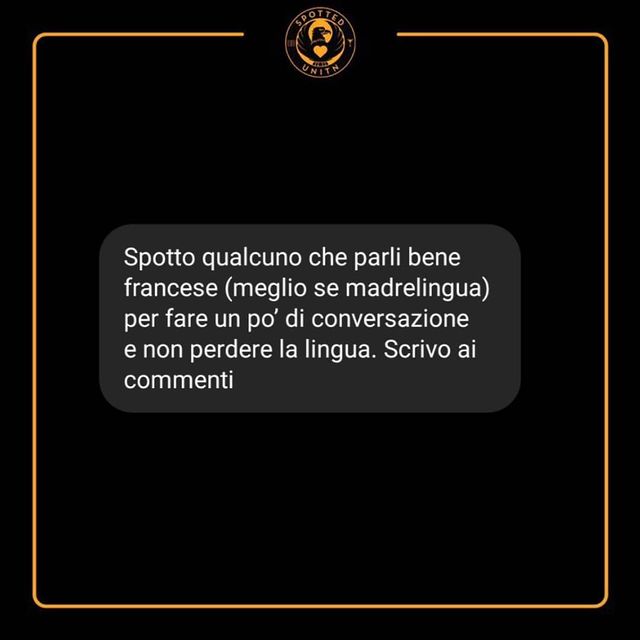 SPOTTED
UNITN
Spotto qualcuno che parli bene
francese (meglio se madrelingua)
per fare un po’ di conversazione
e non perdere la lingua. Scrivo ai
commenti